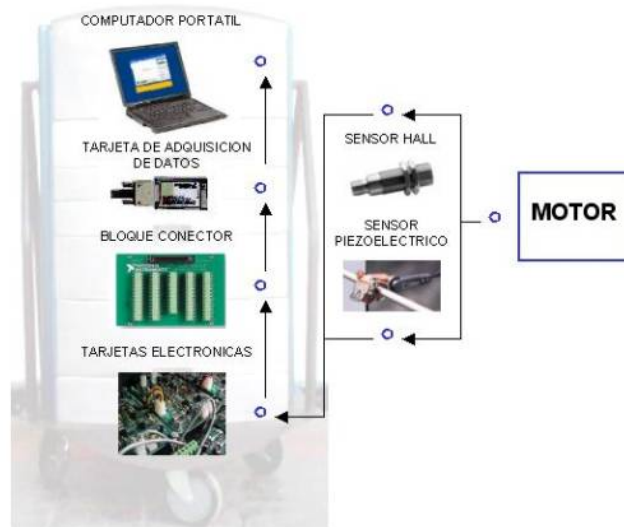 COMPUTADOR PORTATIL
TARJETA DE ADQUISICION
DE DATOS
BLOQUE CONECTOR
TARJETAS ELECTRONICAS
SENSOR HALL
SENSOR
PIEZOELECTRICO
MOTOR